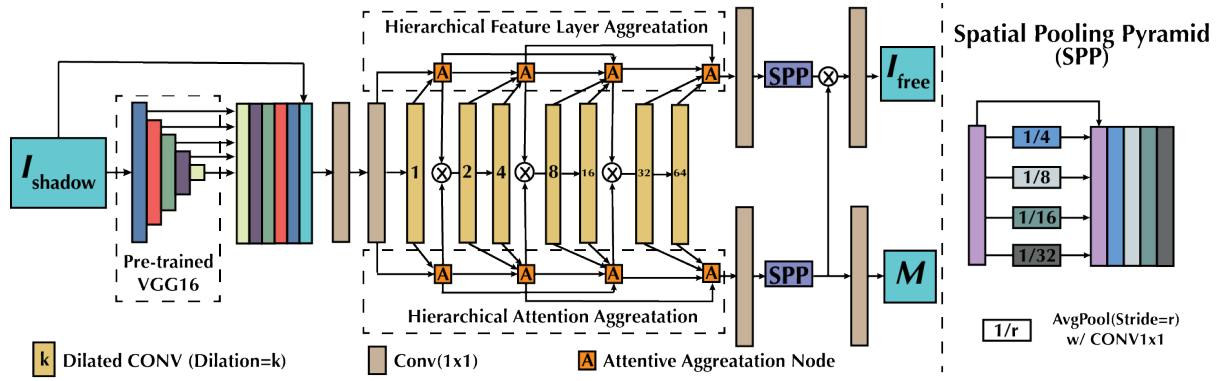 Hierarchical Feature Layer Aggreatation
A A A A
I shadow
Pre-trained
VGG16
1 2 4 8 16 32 64
A A A A
Hierarchical Attention Aggreatation
SPP
SPP
I free
M
Spatial Pooling Pyramid
(SPP)
1/4
1/8
1/16
1/32
1/r
AvgPool(Stride=r)
w/ CONV1x1
k Dilated CONV (Dilation=k)
Conv(1x1)
A Attentive Aggreatation Node